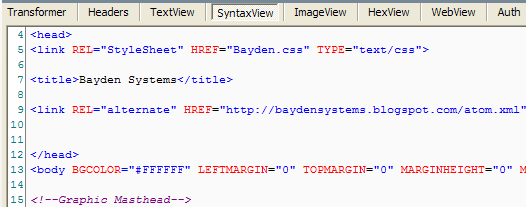 Transformer Headers TextView SyntaxView ImageView HexView WebView Auth
4 <head>
5 <link REL="StyleSheet" HREF="Bayden.css" TYPE="text/css">
6
7 <title>Bayden Systems</title>
8
9 <link REL="alternate" HREF="http://baydensystems.blogspot.com/atom.xml"
10
11
12 </head>
13 <body BGCOLOR="#FFFFFF" LEFTMARGIN="0" TOPMARGIN="0" MARGINHEIGHT="0" M
14
15 <!--Graphic Masthead-->